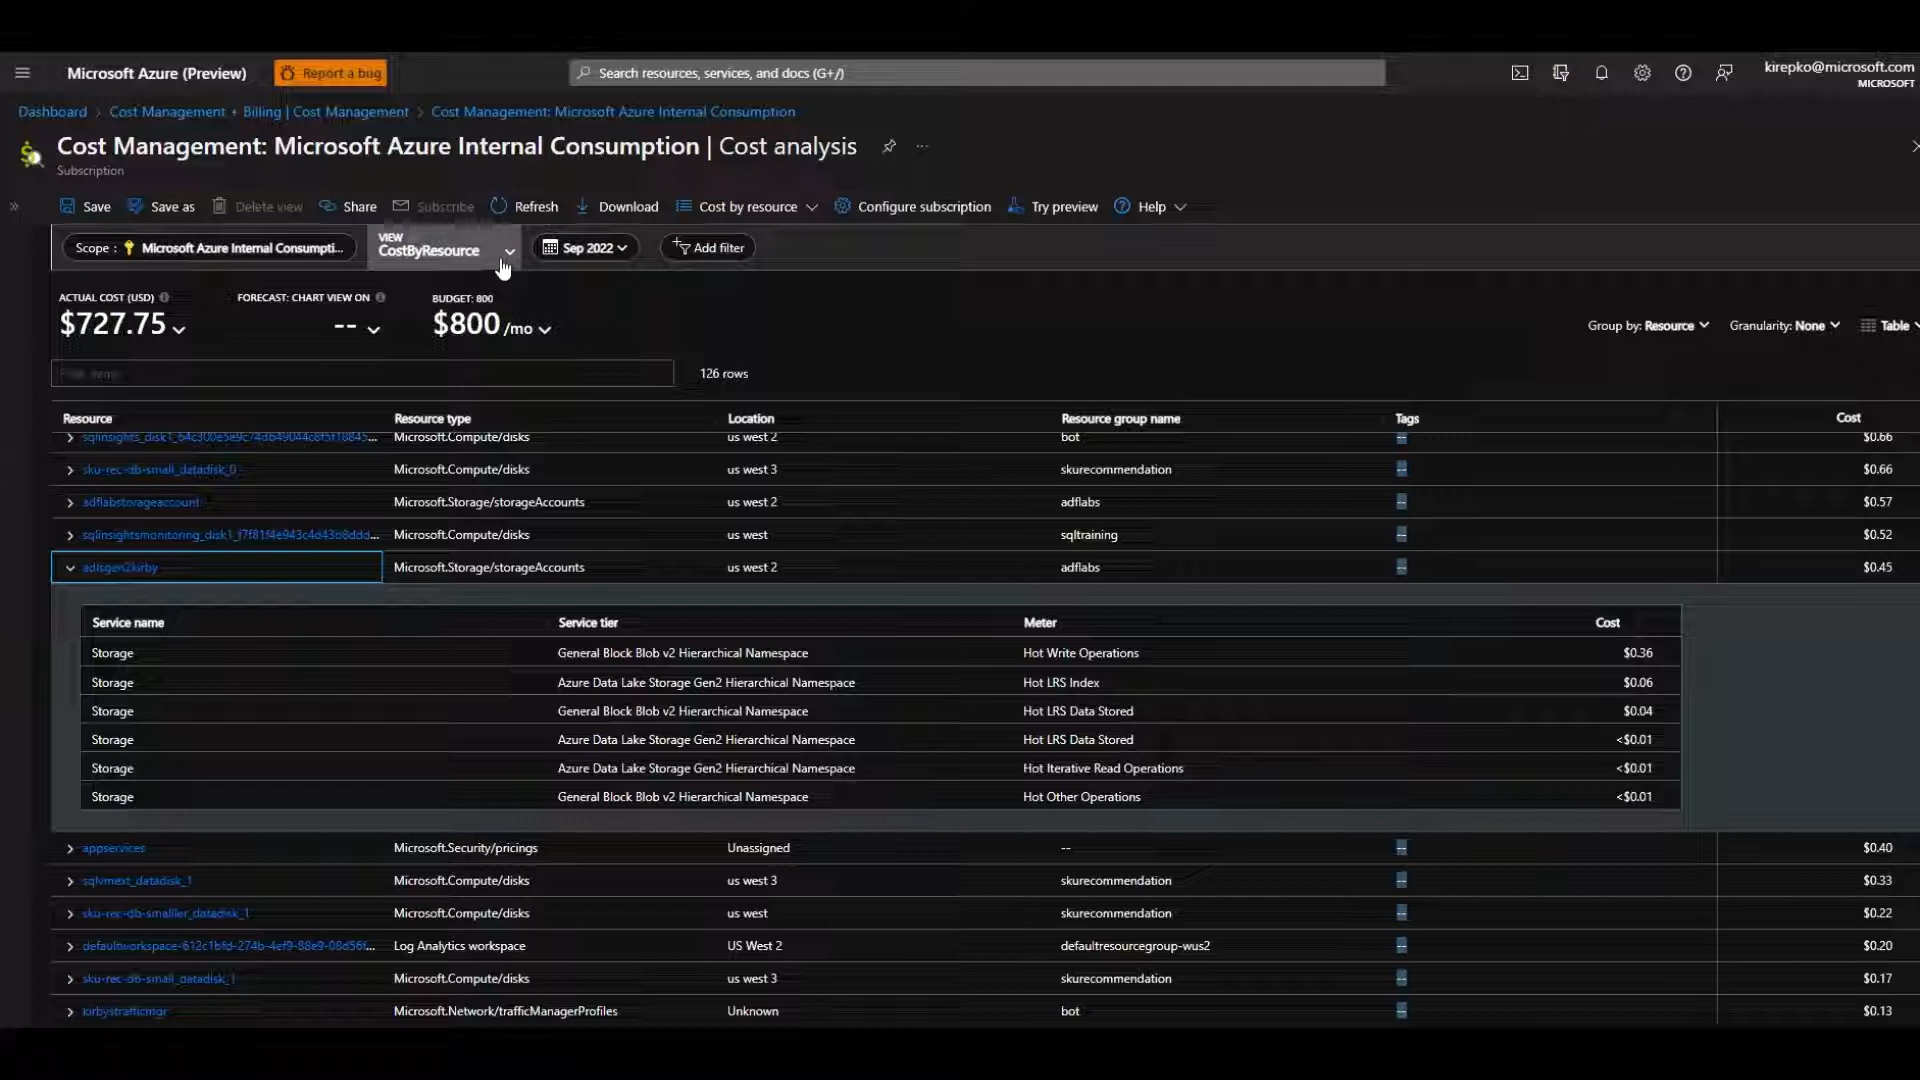 Microsoft Azure (Preview) Report a bug Search resources, services, and docs (G+/) kirepko@microsoft.com
MICROSOFT
Dashboard > Cost Management + Billing | Cost Management > Cost Management: Microsoft Azure Internal Consumption
Cost Management: Microsoft Azure Internal Consumption | Cost analysis ...
Subscription
Save Save as Delete view Share Subscribe Refresh Download Cost by resource Configure subscription Try preview Help
Scope : Microsoft Azure Internal Consumpti... VIEW CostByResource Sep 2022 Add filter
ACTUAL COST (USD) FORECAST: CHART VIEW ON BUDGET: 800
$727.75 -- $800 /mo Group by: Resource Granularity: None Table
Filter items... 126 rows
Resource Resource type Location Resource group name Tags Cost
Microsoft.Compute/disks us west 2 bot -- $0.66
sku-rec-db-small_datadisk_0 Microsoft.Compute/disks us west 3 skurecommendation -- $0.66
adflabstorageaccount Microsoft.Storage/storageAccounts us west 2 adflabs -- $0.57
Microsoft.Compute/disks us west sqltraining -- $0.52
adlsgen2kirby Microsoft.Storage/storageAccounts us west 2 adflabs -- $0.45
Service name Service tier Meter Cost
Storage General Block Blob v2 Hierarchical Namespace Hot Write Operations $0.36
Storage Azure Data Lake Storage Gen2 Hierarchical Namespace Hot LRS Index $0.06
Storage General Block Blob v2 Hierarchical Namespace Hot LRS Data Stored $0.04
Storage Azure Data Lake Storage Gen2 Hierarchical Namespace Hot LRS Data Stored <$0.01
Storage Azure Data Lake Storage Gen2 Hierarchical Namespace Hot Iterative Read Operations <$0.01
Storage General Block Blob v2 Hierarchical Namespace Hot Other Operations <$0.01
appservices Microsoft.Security/pricings Unassigned -- -- $0.40
sqlvmext_datadisk_1 Microsoft.Compute/disks us west 3 skurecommendation -- $0.33
sku-rec-db-smaller_datadisk_1 Microsoft.Compute/disks us west skurecommendation -- $0.22
defaultworkspace-612c1bfd-274b-4ef9-88e9-08d56f... Log Analytics workspace US West 2 defaultresourcegroup-wus2 -- $0.20
sku-rec-db-small_datadisk_1 Microsoft.Compute/disks us west 3 skurecommendation -- $0.17
kirbystrafficmgr Microsoft.Network/trafficManagerProfiles Unknown bot -- $0.13